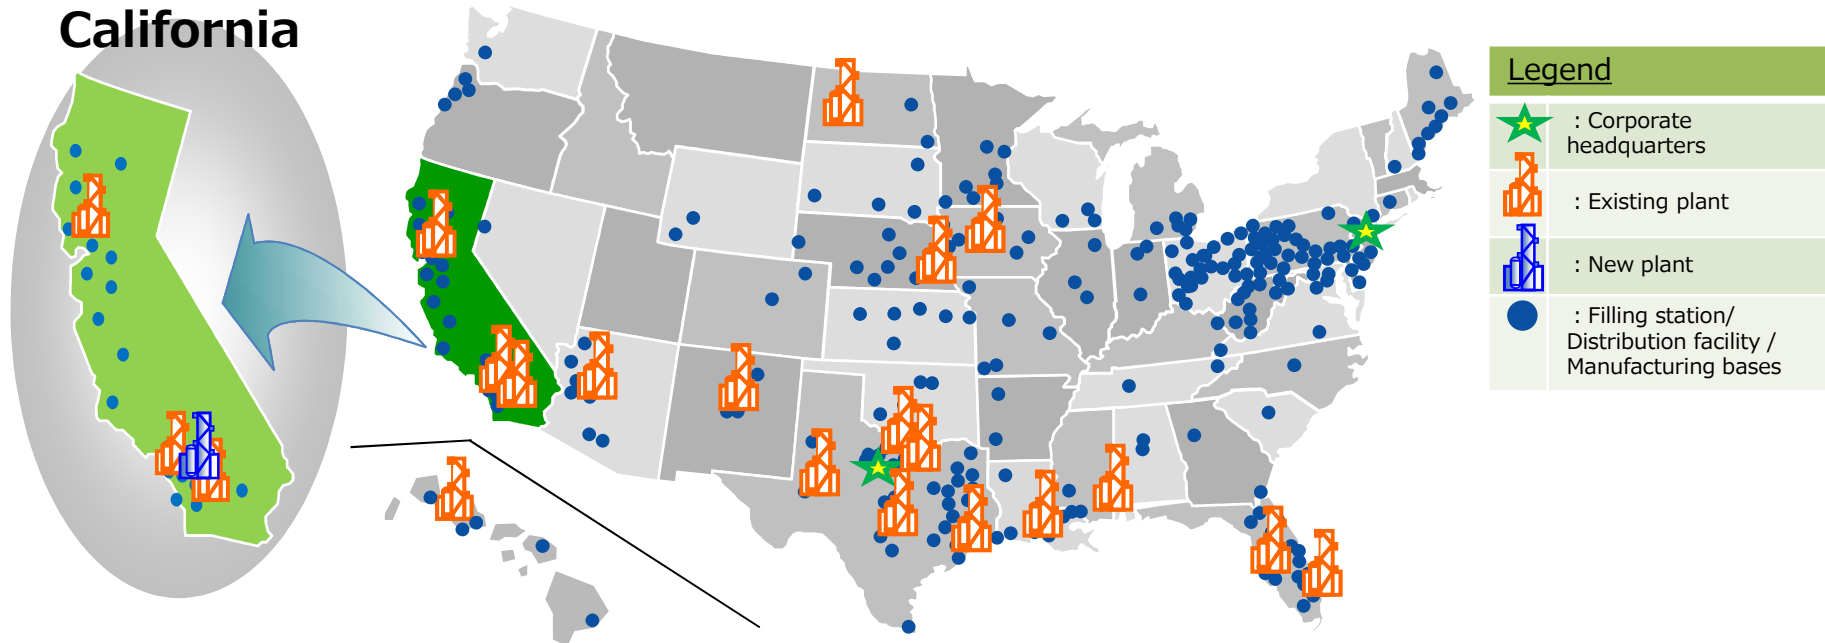 California
Legend
: Corporate
headquarters
: Existing plant
: New plant
: Filling station/
Distribution facility /
Manufacturing bases